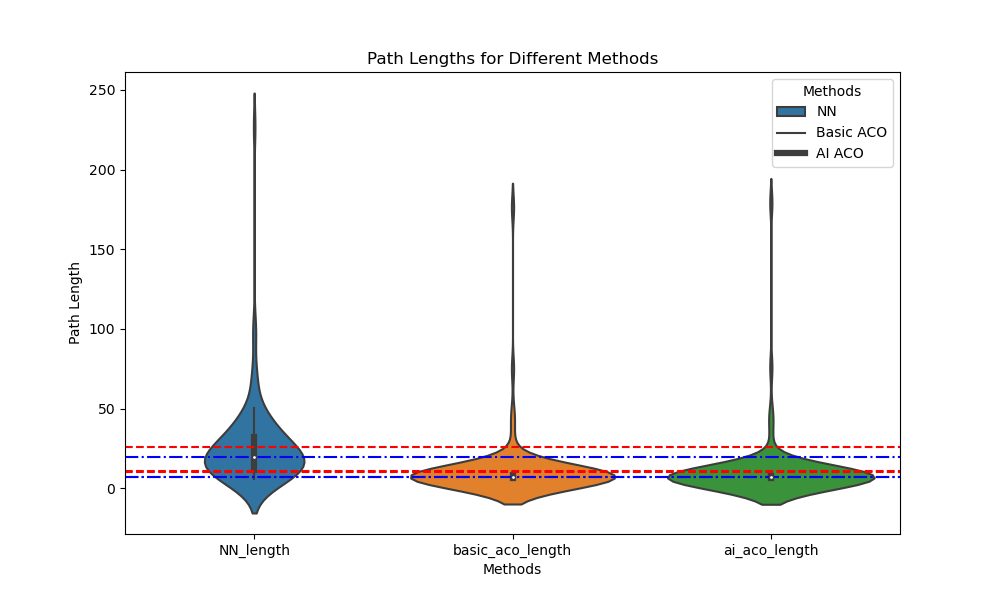 Path Lengths for Different Methods
Methods
NN
Basic ACO
AI ACO
250
200
150
100
50
0
Path Length
NN_length
basic_aco_length
ai_aco_length
Methods